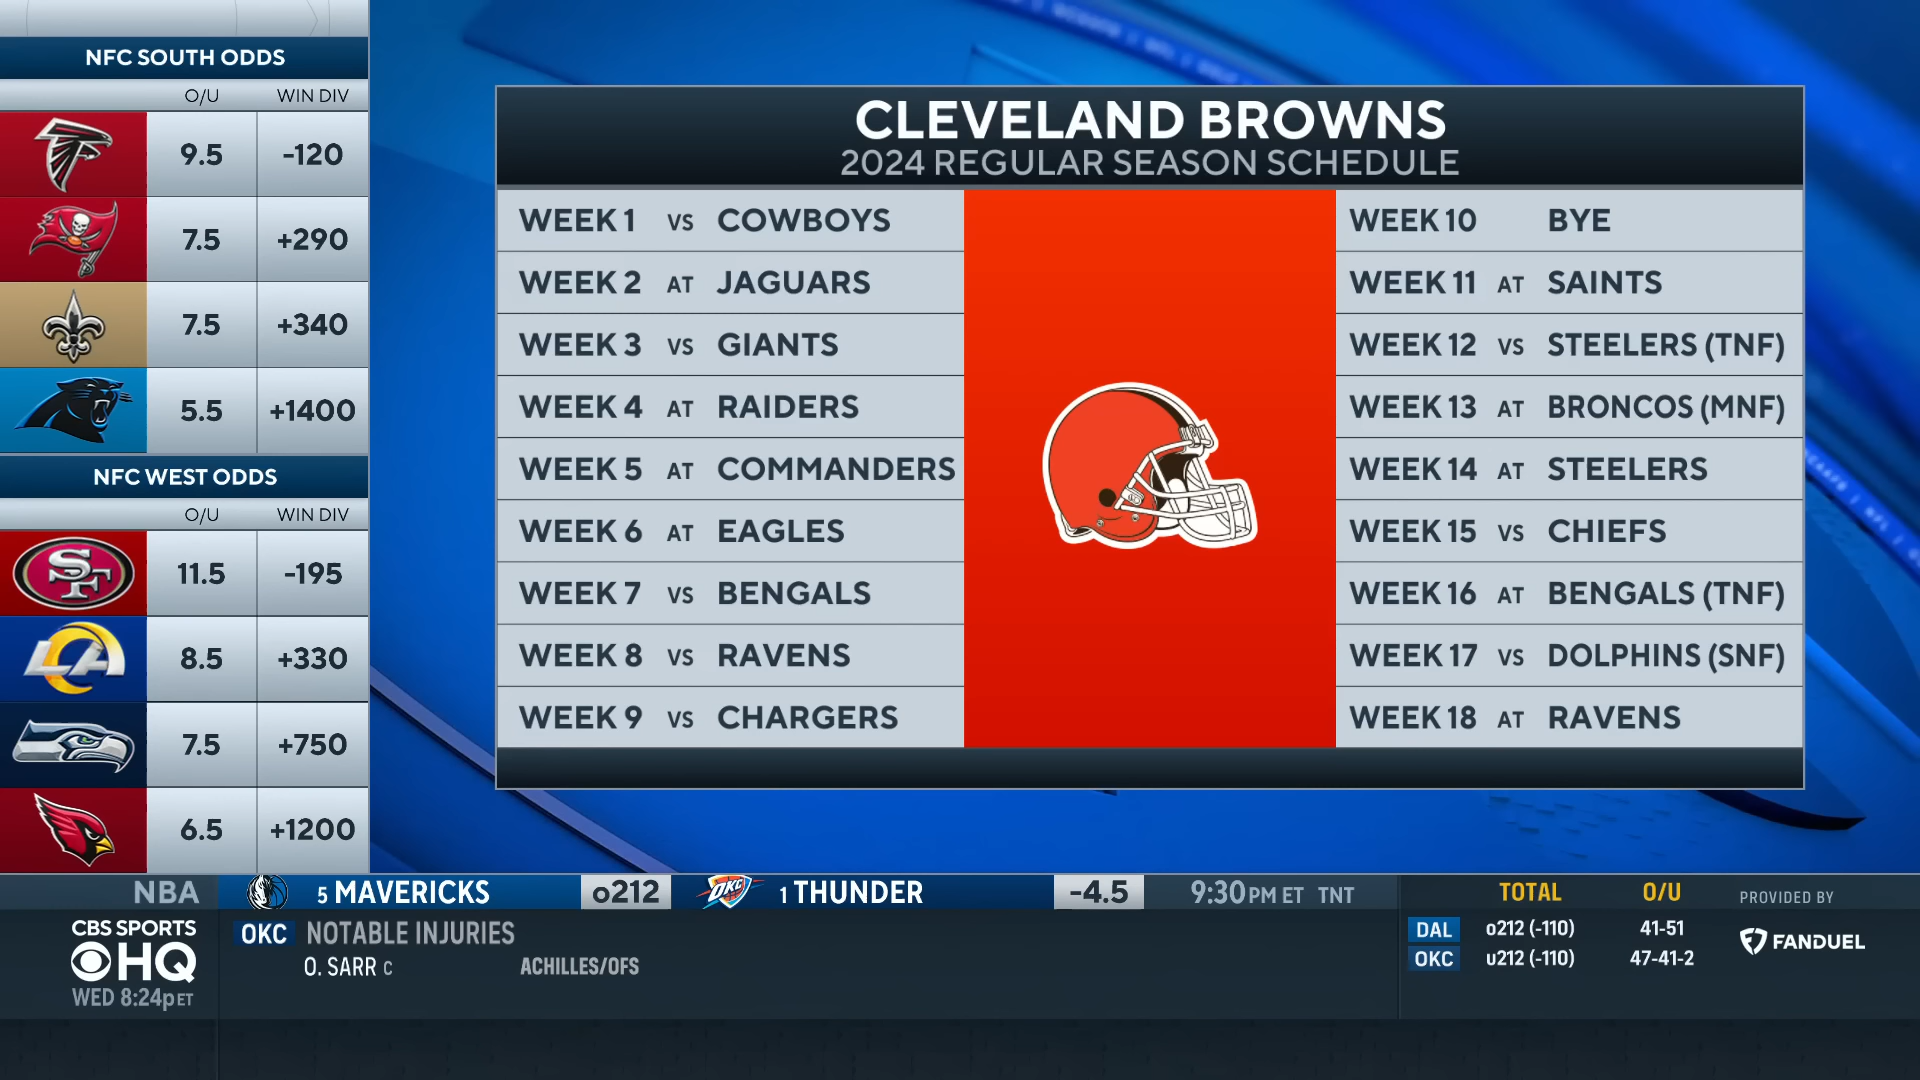 NFC SOUTH ODDS
O/U WIN DIV
9.5 -120
7.5 +290
7.5 +340
5.5 +1400
NFC WEST ODDS
O/U WIN DIV
SF 11.5 -195
LA 8.5 +330
7.5 +750
6.5 +1200
CLEVELAND BROWNS
2024 REGULAR SEASON SCHEDULE
WEEK 1 VS COWBOYS
WEEK 2 AT JAGUARS
WEEK 3 VS GIANTS
WEEK 4 AT RAIDERS
WEEK 5 AT COMMANDERS
WEEK 6 AT EAGLES
WEEK 7 VS BENGALS
WEEK 8 VS RAVENS
WEEK 9 VS CHARGERS
WEEK 10 BYE
WEEK 11 AT SAINTS
WEEK 12 VS STEELERS (TNF)
WEEK 13 AT BRONCOS (MNF)
WEEK 14 AT STEELERS
WEEK 15 VS CHIEFS
WEEK 16 AT BENGALS (TNF)
WEEK 17 VS DOLPHINS (SNF)
WEEK 18 AT RAVENS
NBA 5 MAVERICKS o212 OKC 1 THUNDER -4.5 9:30PM ET TNT
CBS SPORTS
HQ
WED 8:24pET
OKC NOTABLE INJURIES
O. SARR C ACHILLES/OFS
TOTAL O/U
DAL o212 (-110) 41-51
OKC u212 (-110) 47-41-2
PROVIDED BY
FANDUEL